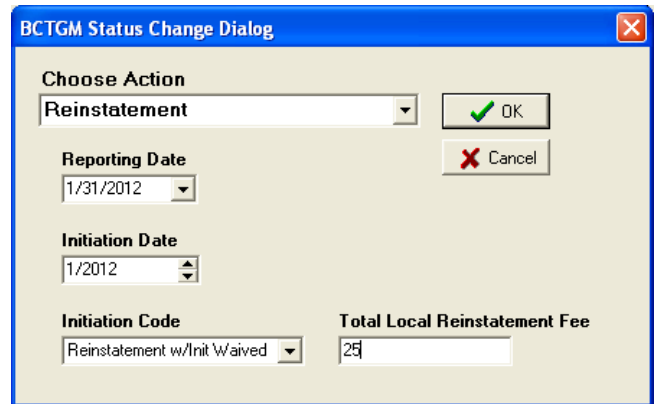 BCTGM Status Change Dialog
Choose Action
Reinstatement
OK
Cancel
Reporting Date
1/31/2012
Initiation Date
1/2012
Initiation Code
Total Local Reinstatement Fee
Reinstatement w/Init Waived
25